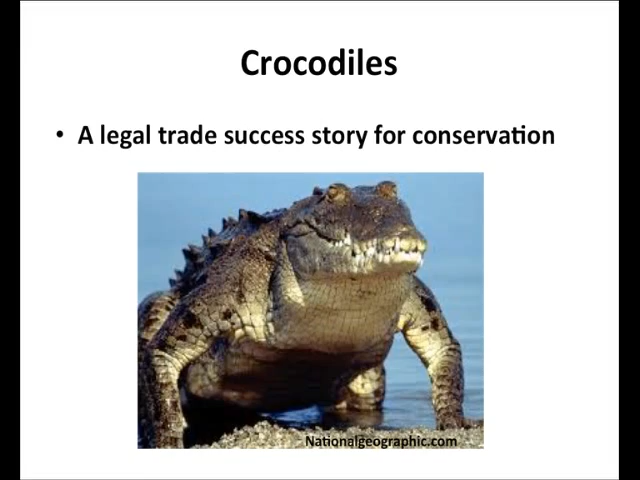 Crocodiles
• A legal trade success story for conservation
Nationalgeographic.com